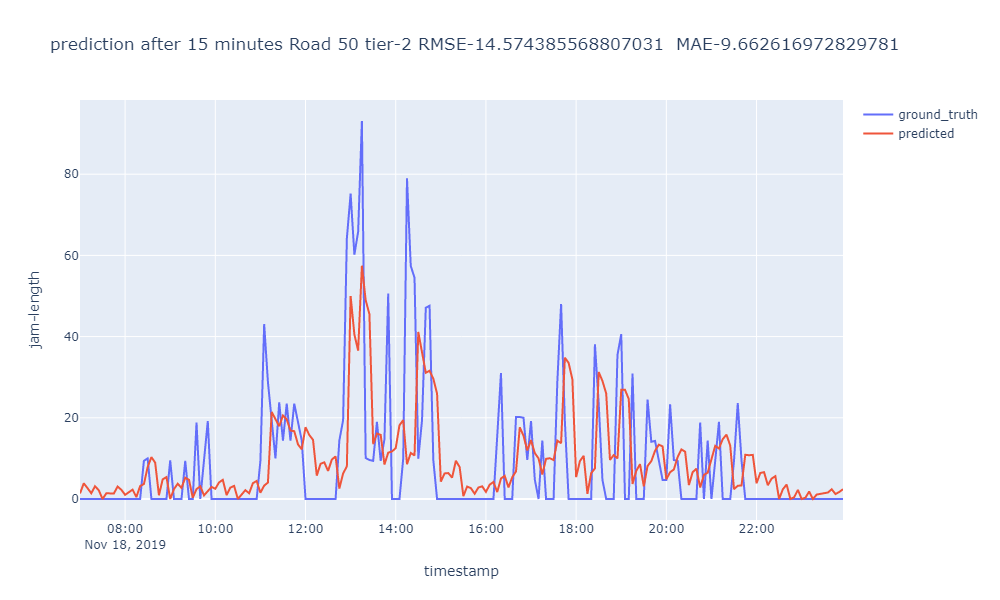 prediction after 15 minutes Road 50 tier-2 RMSE-14.574385568807031  MAE-9.662616972829781
ground_truth
predicted
80
60
40
20
0
jam-length
08:00 10:00 12:00 14:00 16:00 18:00 20:00 22:00
Nov 18, 2019
timestamp